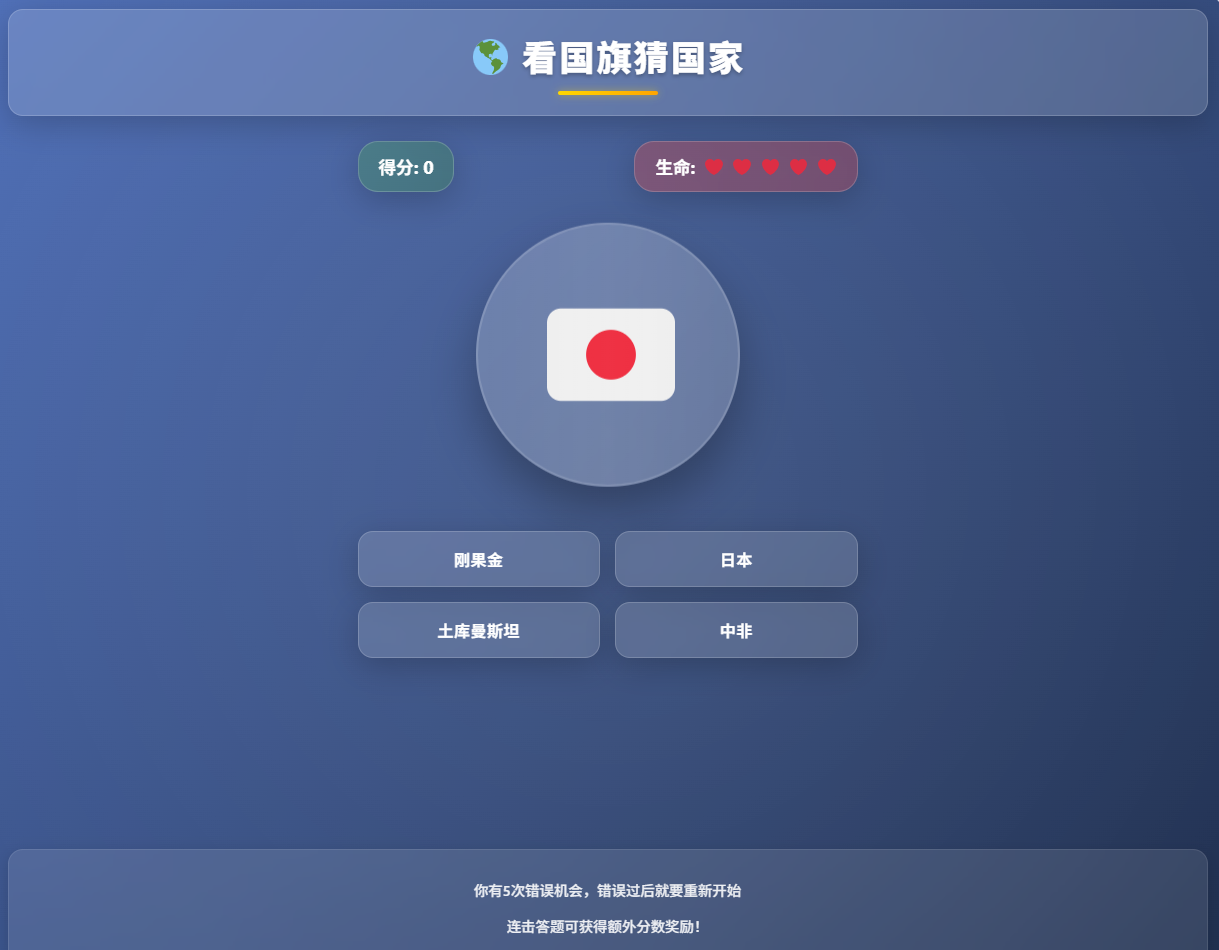 看国旗猜国家
得分: 0
生命:
刚果金
日本
土库曼斯坦
中非
你有5次错误机会，错误过后就要重新开始
连击答题可获得额外分数奖励！